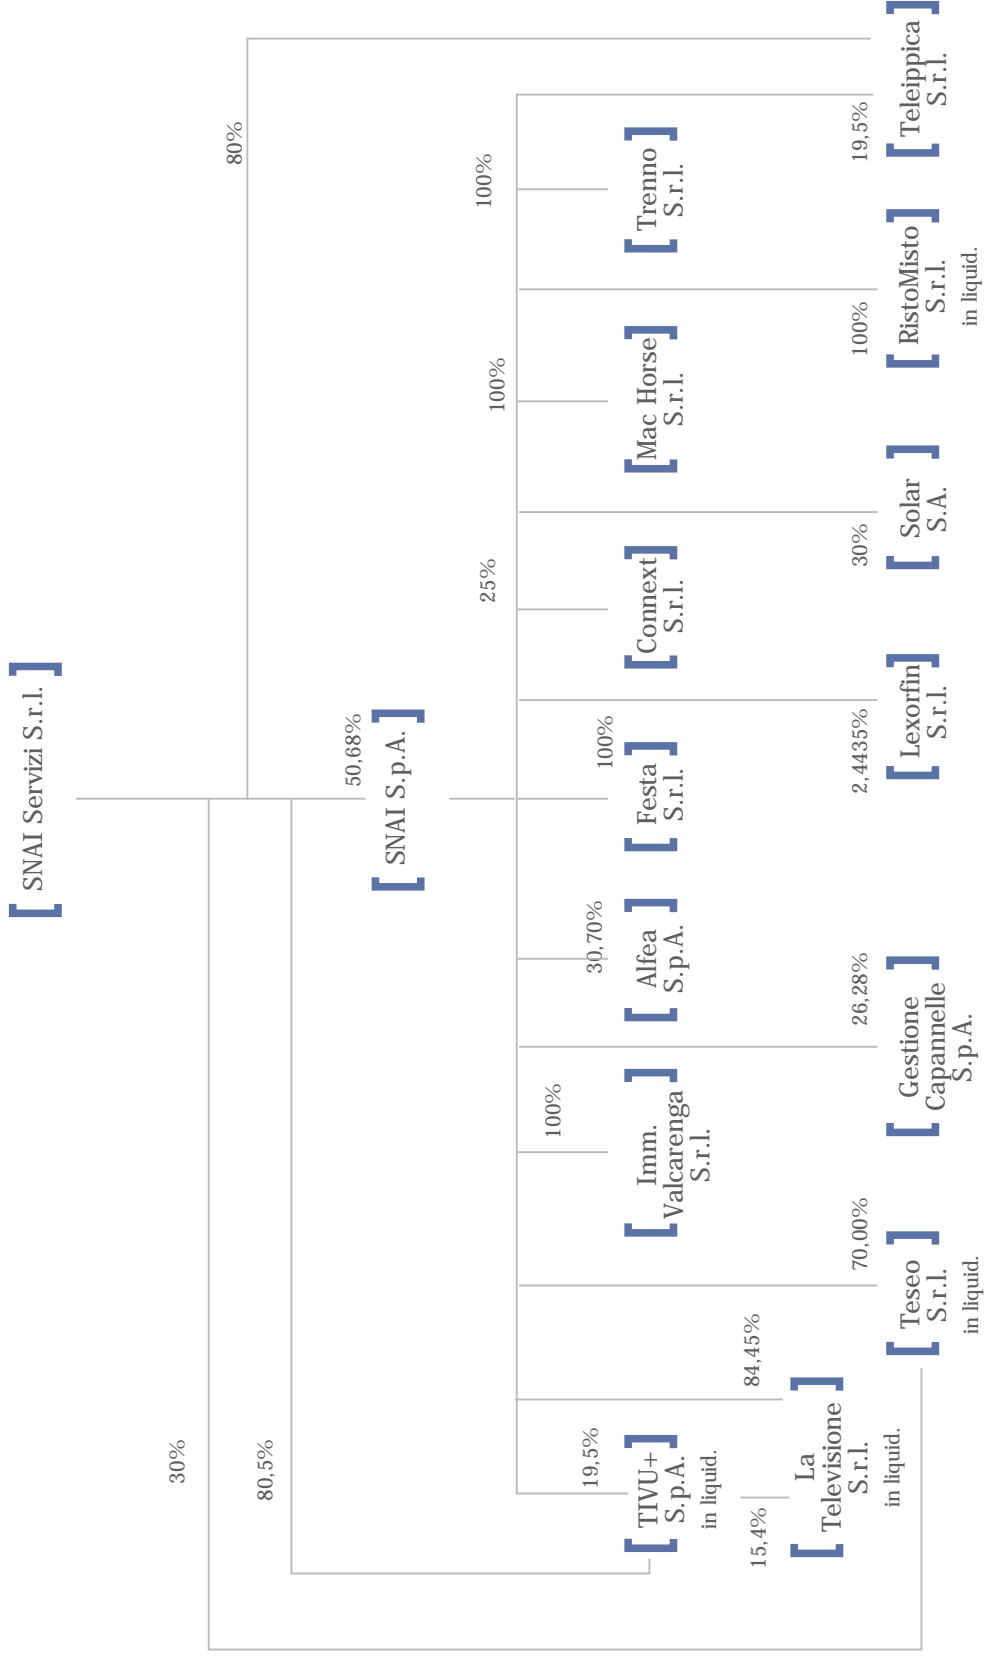 [ SNAI Servizi S.r.l. ]
30%
80%
80,5%
50,68%
[ SNAI S.p.A. ]
19,5%
[ TIVU+
S.p.A. ]
in liquid.
100%
[ Imm.
Valcarenga
S.r.l. ]
30,70%
[ Alfea
S.p.A. ]
100%
[ Festa
S.r.l. ]
25%
[ Connext
S.r.l. ]
100%
[ Mac Horse
S.r.l. ]
100%
[ Trenno
S.r.l. ]
15,4%
84,45%
[ La
Televisione
S.r.l. ]
in liquid.
70,00%
[ Teseo
S.r.l. ]
in liquid.
26,28%
[ Gestione
Capannelle
S.p.A. ]
2,4435%
[ Lexorfin
S.r.l. ]
30%
[ Solar
S.A. ]
100%
[ RistoMisto
S.r.l. ]
in liquid.
19,5%
[ Teleippica
S.r.l. ]